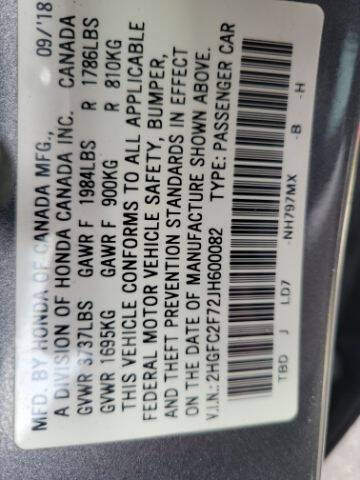 MFD. BY HONDA OF CANADA MFG., 09/'18
A DIVISION OF HONDA CANADA INC. CANADA
GVWR 3737LBS GAWR F 1984LBS R 1786LBS
GVWR 1695KG GAWR F 900KG R 810KG
THIS VEHICLE CONFORMS TO ALL APPLICABLE
FEDERAL MOTOR VEHICLE SAFETY, BUMPER,
AND THEFT PREVENTION STANDARDS IN EFFECT
ON THE DATE OF MANUFACTURE SHOWN ABOVE.
V.I.N.: 2HGFC2F72JH600082 TYPE: PASSENGER CAR
TBD J LD7 -NH797MX -B -H